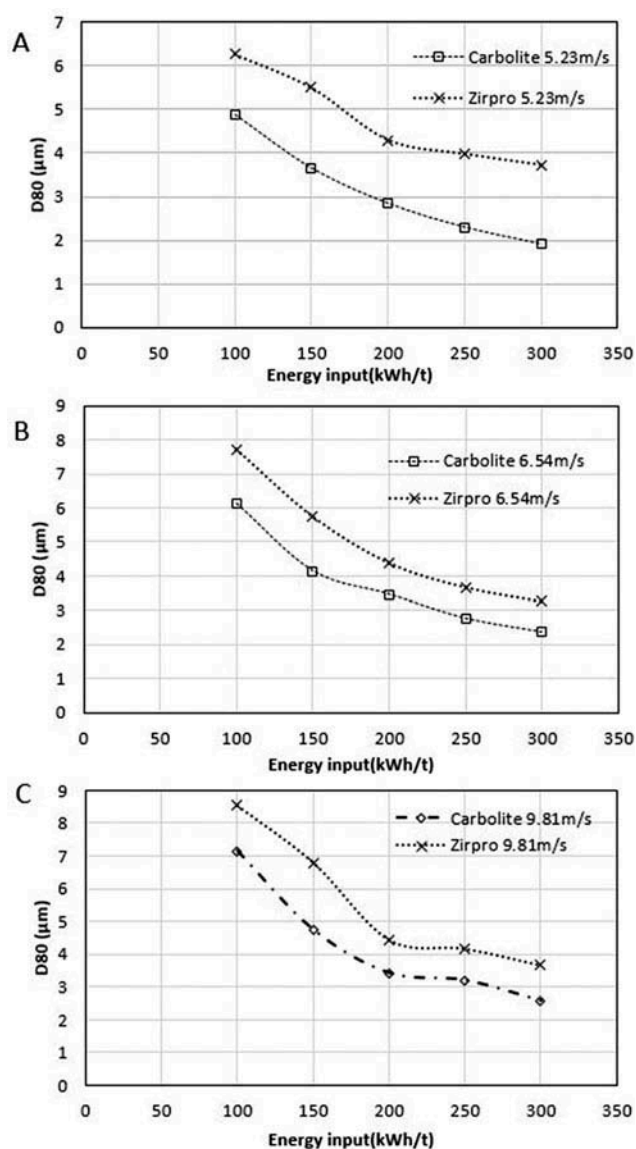 A
7
6
5
4
3
2
1
0
D80 (µm)
Carbolite 5.23m/s
Zirpro 5.23m/s
0 50 100 150 200 250 300 350
Energy input(kWh/t)
B
9
8
7
6
5
4
3
2
1
0
D80 (µm)
Carbolite 6.54m/s
Zirpro 6.54m/s
0 50 100 150 200 250 300 350
Energy input(kWh/t)
C
9
8
7
6
5
4
3
2
1
0
D80 (µm)
Carbolite 9.81m/s
Zirpro 9.81m/s
0 50 100 150 200 250 300 350
Energy input(kWh/t)